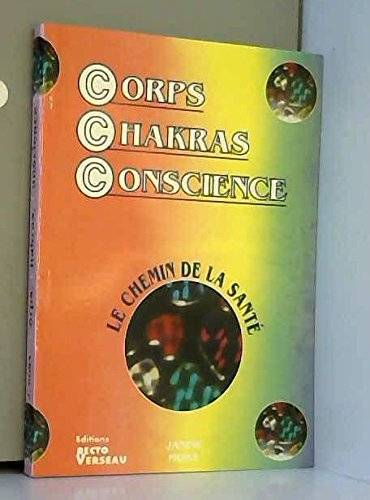 CORPS
CHAKRAS
CONSCIENCE
LE CHEMIN DE LA SANTÉ
Editions
RECTO
VERSEAU